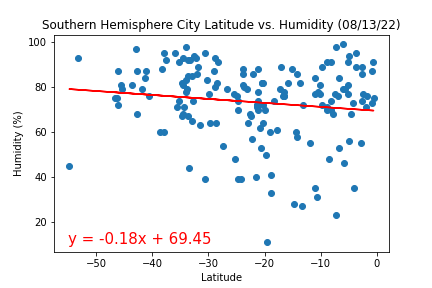 Southern Hemisphere City Latitude vs. Humidity (08/13/22)
100
80
60
40
20
Humidity (%)
y = -0.18x + 69.45
−50
−40
−30
−20
−10
0
Latitude